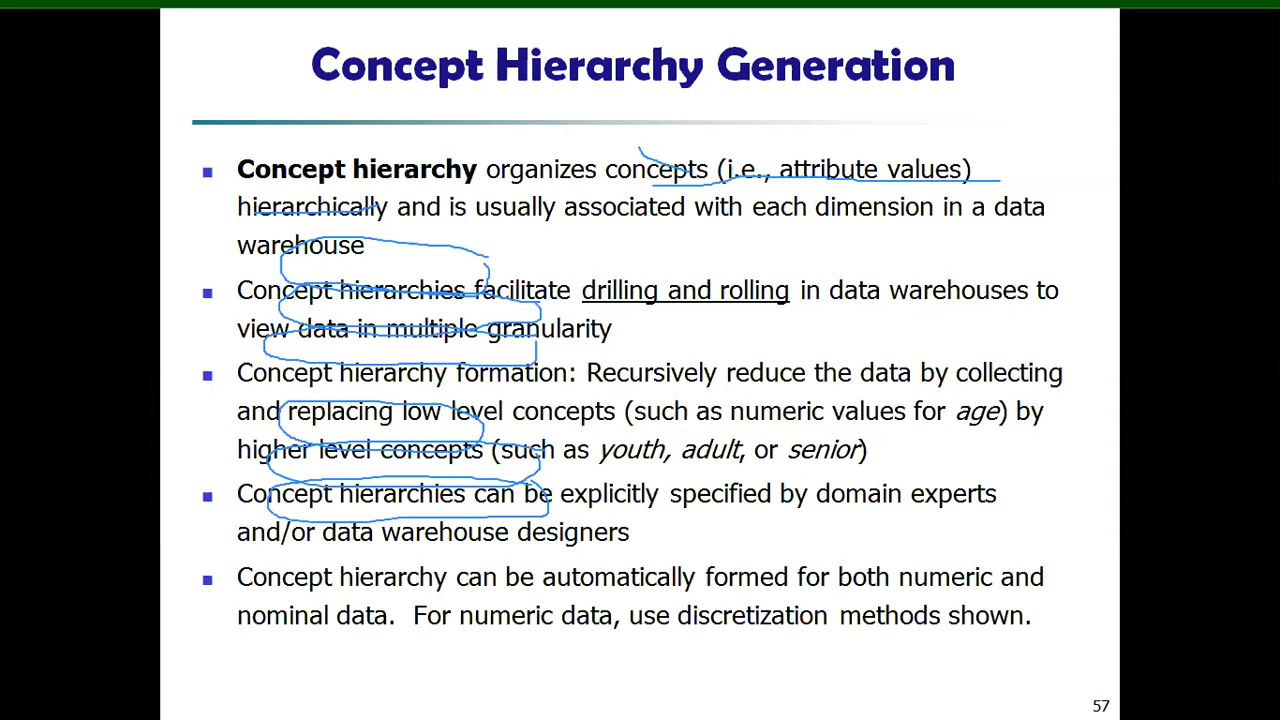 Concept Hierarchy Generation
Concept hierarchy organizes concepts (i.e., attribute values)
hierarchically and is usually associated with each dimension in a data
warehouse
Concept hierarchies facilitate drilling and rolling in data warehouses to
view data in multiple granularity
Concept hierarchy formation: Recursively reduce the data by collecting
and replacing low level concepts (such as numeric values for age) by
higher level concepts (such as youth, adult, or senior)
Concept hierarchies can be explicitly specified by domain experts
and/or data warehouse designers
Concept hierarchy can be automatically formed for both numeric and
nominal data. For numeric data, use discretization methods shown.
57